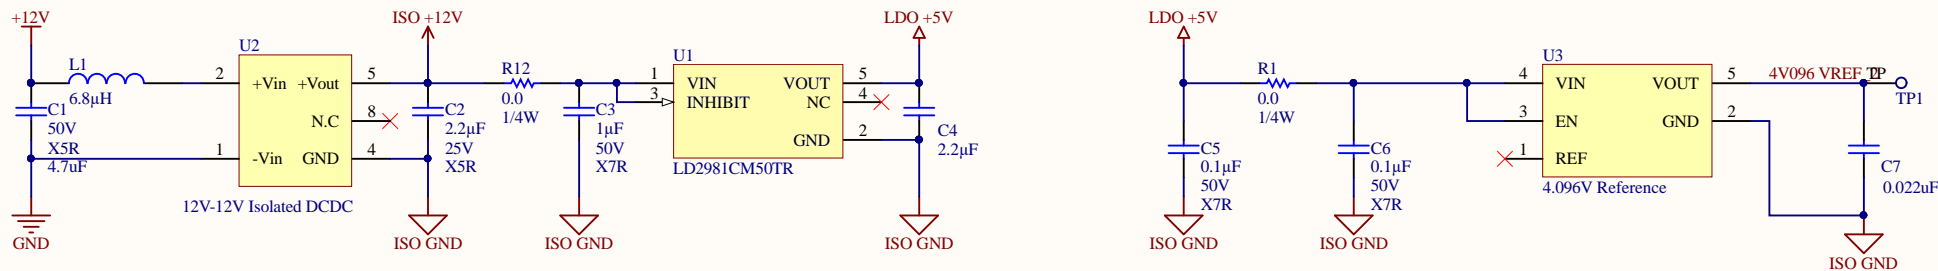 +12V
L1
6.8µH
C1
50V
X5R
4.7uF
GND
U2
2
+Vin
+Vout
5
N.C
8
1
-Vin
GND
4
12V-12V Isolated DCDC
ISO +12V
C2
2.2µF
25V
X5R
ISO GND
R12
0.0
1/4W
C3
1µF
50V
X7R
ISO GND
U1
1
VIN
VOUT
5
3
INHIBIT
NC
4
GND
2
LD2981CM50TR
LDO +5V
C4
2.2µF
ISO GND
LDO +5V
C5
0.1µF
50V
X7R
ISO GND
R1
0.0
1/4W
C6
0.1µF
50V
X7R
ISO GND
U3
4
VIN
VOUT
5
3
EN
GND
2
1
REF
4.096V Reference
4V096 VREF
TP
TP1
C7
0.022uF
ISO GND